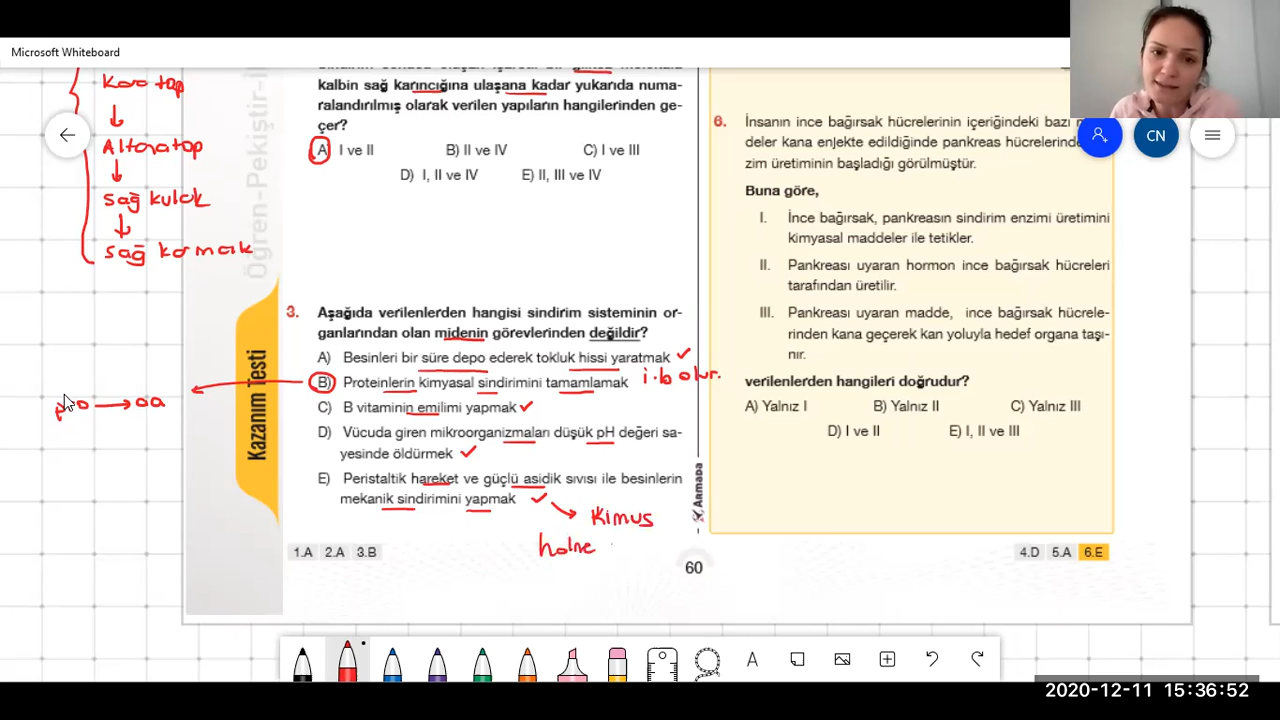 Microsoft Whiteboard
Karatap
Altanatop
sağ kulak
sağ karıncık
Öğren-Pekiştir-
Kazanım Testi
kalbin sağ karıncığına ulaşana kadar yukarıda numa-
ralandırılmış olarak verilen yapıların hangilerinden ge-
çer?
A) I ve II B) II ve IV C) I ve III
D) I, II ve IV E) II, III ve IV
3. Aşağıda verilenlerden hangisi sindirim sisteminin or-
ganlarından olan midenin görevlerinden değildir?
A) Besinleri bir süre depo ederek tokluk hissi yaratmak
B) Proteinlerin kimyasal sindirimini tamamlamak i.b olur.
C) B vitaminin emilimi yapmak
D) Vücuda giren mikroorganizmaları düşük pH değeri sa-
yesinde öldürmek
E) Peristaltik hareket ve güçlü asidik sıvısı ile besinlerin
mekanik sindirimini yapmak
Kimus
haline
aa
1.A 2.A 3.B
60
Armada
6. İnsanın ince bağırsak hücrelerinin içeriğindeki bazı
deler kana enjekte edildiğinde pankreas hücrelerinde
zim üretiminin başladığı görülmüştür.
Buna göre,
I. İnce bağırsak, pankreasın sindirim enzimi üretimini
kimyasal maddeler ile tetikler.
II. Pankreası uyaran hormon ince bağırsak hücreleri
tarafından üretilir.
III. Pankreası uyaran madde, ince bağırsak hücrele-
rinden kana geçerek kan yoluyla hedef organa taşı-
nır.
verilenlerden hangileri doğrudur?
A) Yalnız I B) Yalnız II C) Yalnız III
D) I ve II E) I, II ve III
4.D 5.A 6.E
CN
A
2020-12-11 15:36:52